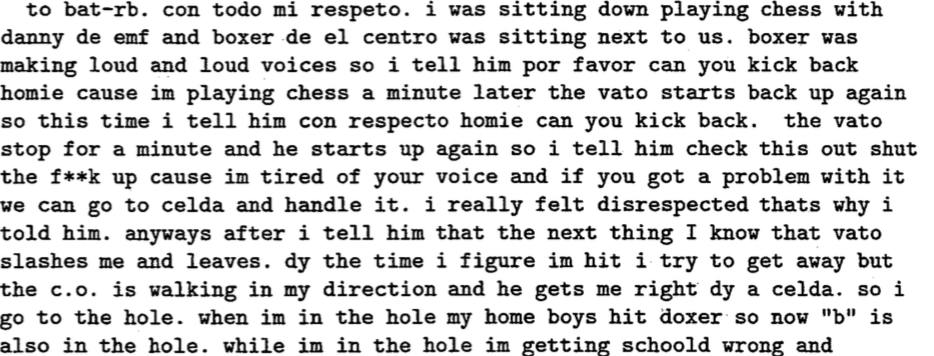 to bat-rb. con todo mi respeto. i was sitting down playing chess with
danny de emf and boxer de el centro was sitting next to us. boxer was
making loud and loud voices so i tell him por favor can you kick back
homie cause im playing chess a minute later the vato starts back up again
so this time i tell him con respecto homie can you kick back.  the vato
stop for a minute and he starts up again so i tell him check this out shut
the f**k up cause im tired of your voice and if you got a problem with it
we can go to celda and handle it. i really felt disrespected thats why i
told him. anyways after i tell him that the next thing I know that vato
slashes me and leaves. dy the time i figure im hit i try to get away but
the c.o. is walking in my direction and he gets me right dy a celda. so i
go to the hole. when im in the hole my home boys hit doxer so now "b" is
also in the hole. while im in the hole im getting schoold wrong and